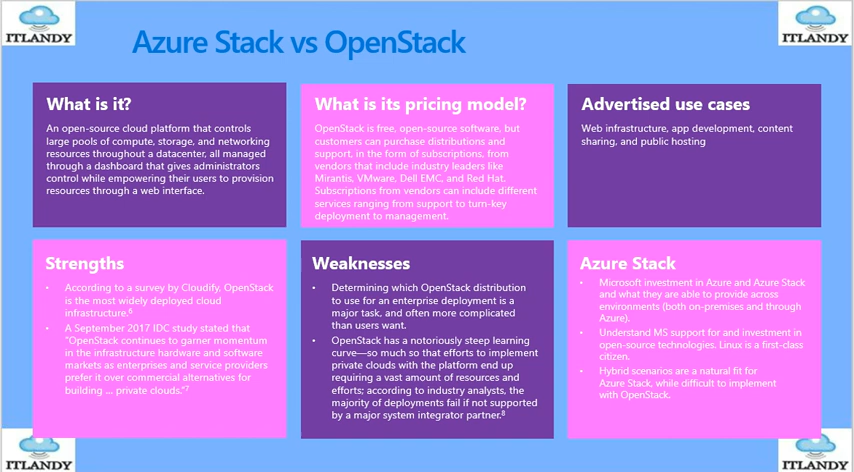 ITLANDY
ITLANDY
Azure Stack vs OpenStack
What is it?
An open-source cloud platform that controls
large pools of compute, storage, and networking
resources throughout a datacenter, all managed
through a dashboard that gives administrators
control while empowering their users to provision
resources through a web interface.
What is its pricing model?
OpenStack is free, open-source software, but
customers can purchase distributions and
support, in the form of subscriptions, from
vendors that include industry leaders like
Mirantis, VMware, Dell EMC, and Red Hat.
Subscriptions from vendors can include different
services ranging from support to turn-key
deployment to management.
Advertised use cases
Web infrastructure, app development, content
sharing, and public hosting
Strengths
• According to a survey by Cloudify, OpenStack
is the most widely deployed cloud
infrastructure.⁶
• A September 2017 IDC study stated that
"OpenStack continues to garner momentum
in the infrastructure hardware and software
markets as enterprises and service providers
prefer it over commercial alternatives for
building ... private clouds."⁷
Weaknesses
• Determining which OpenStack distribution
to use for an enterprise deployment is a
major task, and often more complicated
than users want.
• OpenStack has a notoriously steep learning
curve—so much so that efforts to implement
private clouds with the platform end up
requiring a vast amount of resources and
efforts; according to industry analysts, the
majority of deployments fail if not supported
by a major system integrator partner.⁸
Azure Stack
• Microsoft investment in Azure and Azure Stack
and what they are able to provide across
environments (both on-premises and through
Azure).
• Understand MS support for and investment in
open-source technologies. Linux is a first-class
citizen.
• Hybrid scenarios are a natural fit for
Azure Stack, while difficult to implement
with OpenStack.
ITLANDY
ITLANDY